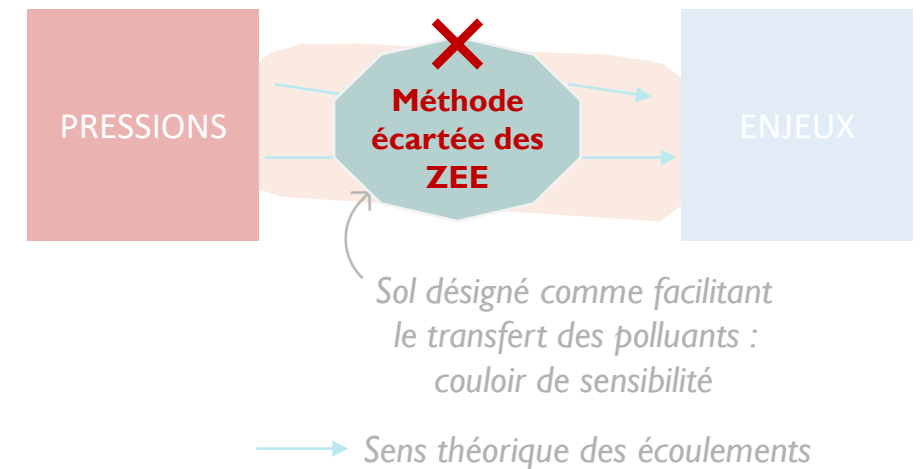 PRESSIONS
Méthode
écartée des
ZEE
ENJEUX
Sol désigné comme facilitant
le transfert des polluants :
couloir de sensibilité
Sens théorique des écoulements